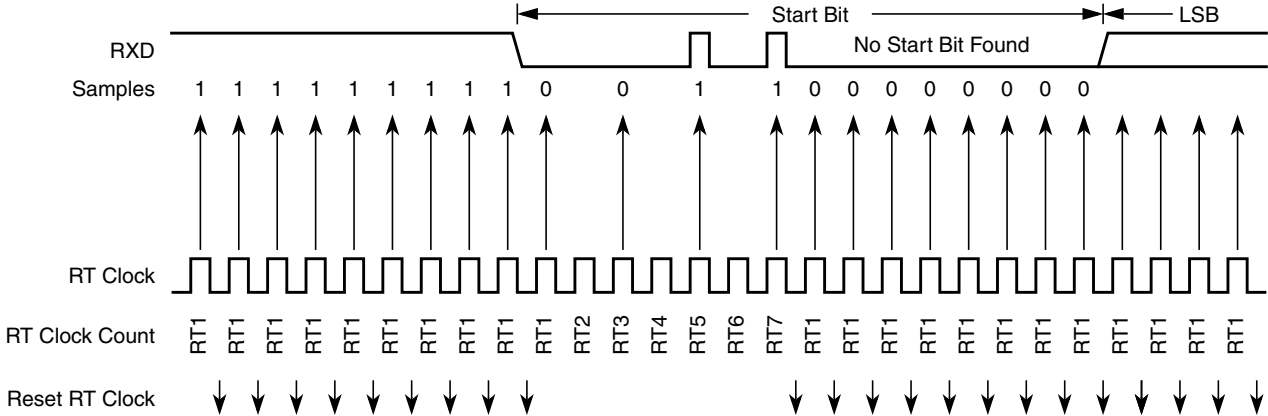 Start Bit LSB
RXD No Start Bit Found
Samples 1 1 1 1 1 1 1 1 1 0 0 1 1 0 0 0 0 0 0 0 0
RT Clock
RT Clock Count RT1 RT1 RT1 RT1 RT1 RT1 RT1 RT1 RT1 RT1 RT2 RT3 RT4 RT5 RT6 RT7 RT1 RT1 RT1 RT1 RT1 RT1 RT1 RT1 RT1 RT1 RT1 RT1
Reset RT Clock